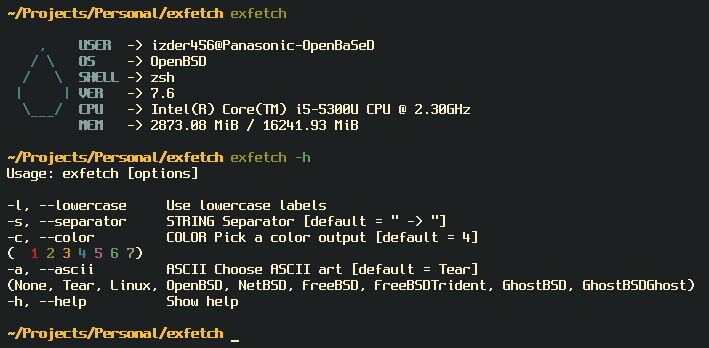 ~/Projects/Personal/exfetch exfetch
USER -> izder456@Panasonic-OpenBaSeD
OS -> OpenBSD
SHELL -> zsh
VER -> 7.6
CPU -> Intel(R) Core(TM) i5-5300U CPU @ 2.30GHz
MEM -> 2873.08 MiB / 16241.93 MiB
~/Projects/Personal/exfetch exfetch -h
Usage: exfetch [options]
-l, --lowercase Use lowercase labels
-s, --separator STRING Separator [default = " -> "]
-c, --color COLOR Pick a color output [default = 4]
( 1 2 3 4 5 6 7)
-a, --ascii ASCII Choose ASCII art [default = Tear]
(None, Tear, Linux, OpenBSD, NetBSD, FreeBSD, FreeBSDTrident, GhostBSD, GhostBSDGhost)
-h, --help Show help
~/Projects/Personal/exfetch _